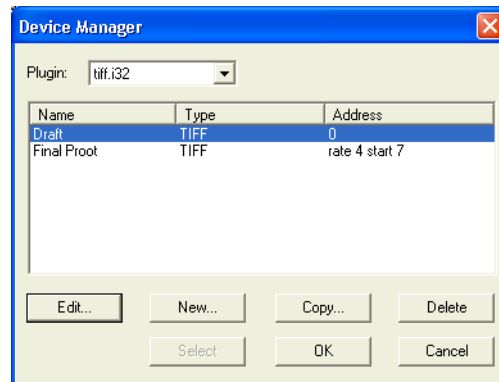 Device Manager
Plugin: tiff.i32
Name Type Address
Draft TIFF 0
Final Proot TIFF rate 4 start 7
Edit... New... Copy... Delete
Select OK Cancel